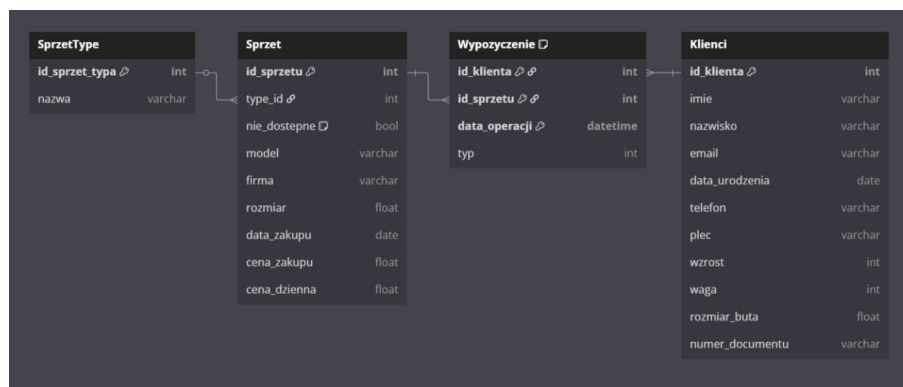 SprzetType
id_sprzet_typa int
nazwa varchar
Sprzet
id_sprzetu int
type_id int
nie_dostepne bool
model varchar
firma varchar
rozmiar float
data_zakupu date
cena_zakupu float
cena_dzienna float
Wypozyczenie
id_klienta int
id_sprzetu int
data_operacji datetime
typ int
Klienci
id_klienta int
imie varchar
nazwisko varchar
email varchar
data_urodzenia date
telefon varchar
plec varchar
wzrost int
waga int
rozmiar_buta float
numer_documentu varchar